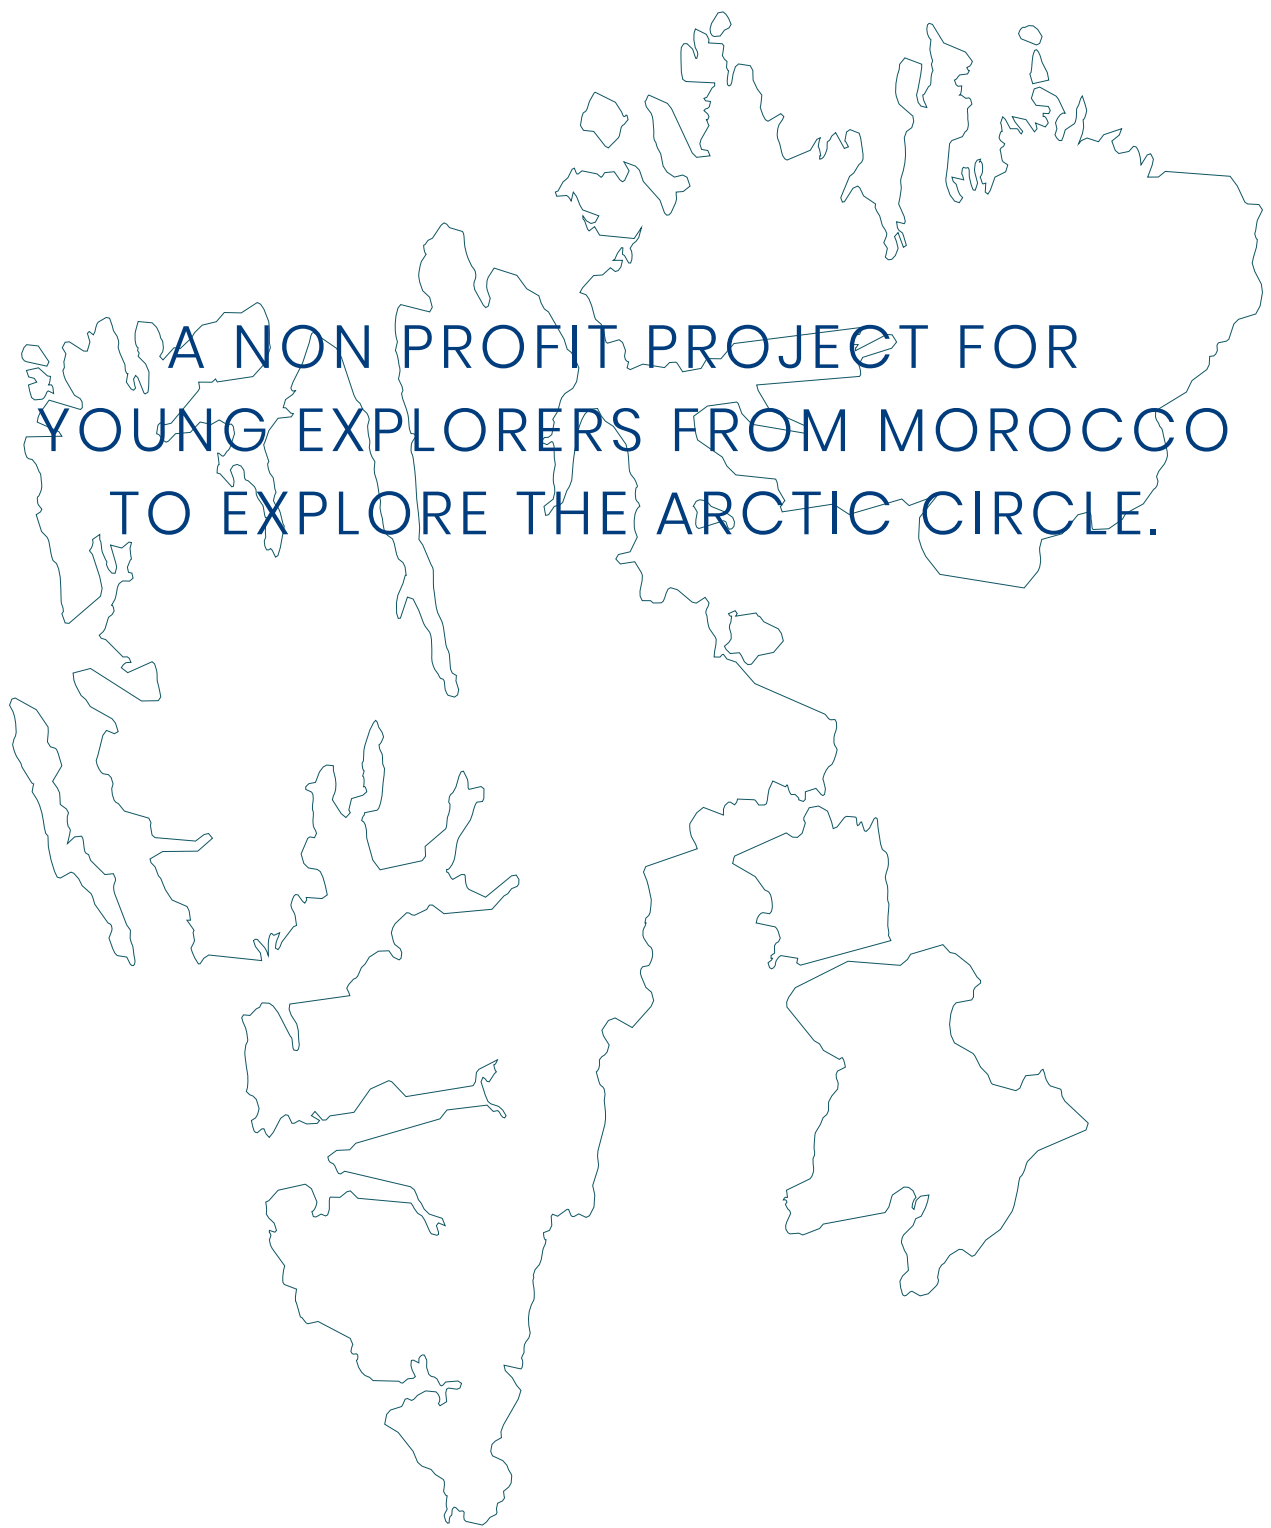 A NON PROFIT PROJECT FOR
YOUNG EXPLORERS FROM MOROCCO
TO EXPLORE THE ARCTIC CIRCLE.